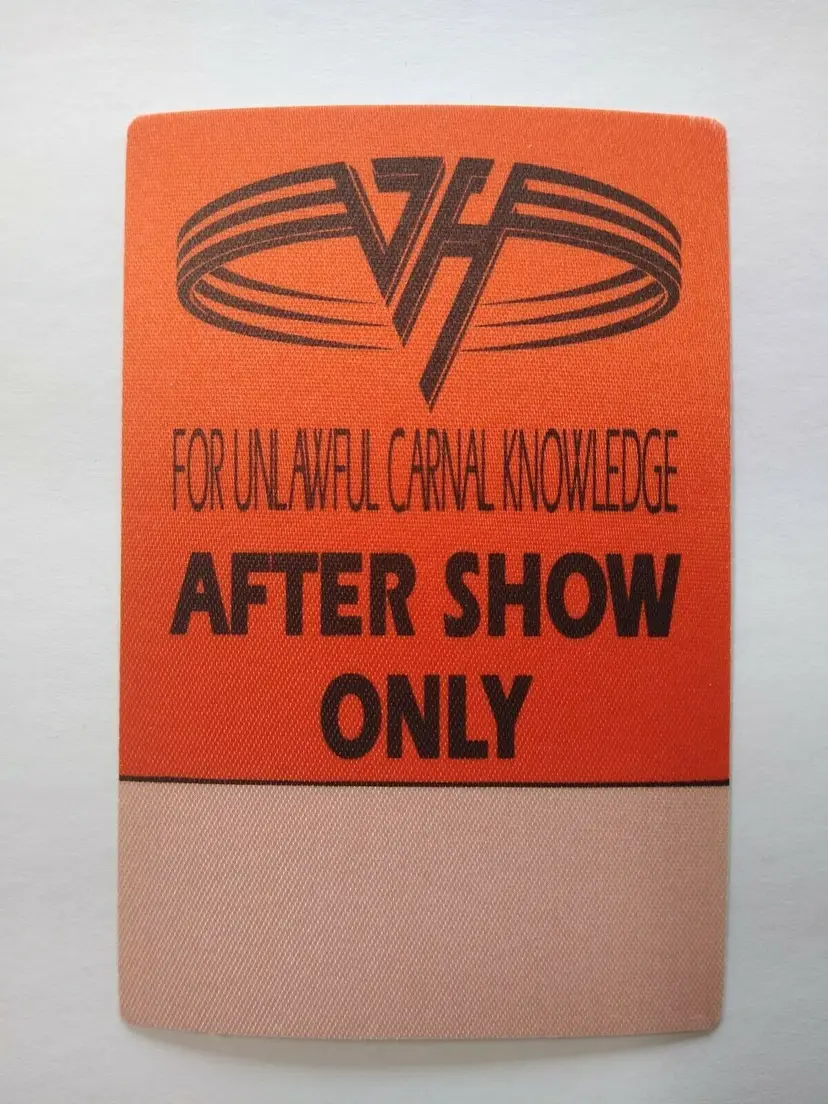 VH
FOR UNLAWFUL CARNAL KNOWLEDGE
AFTER SHOW
ONLY